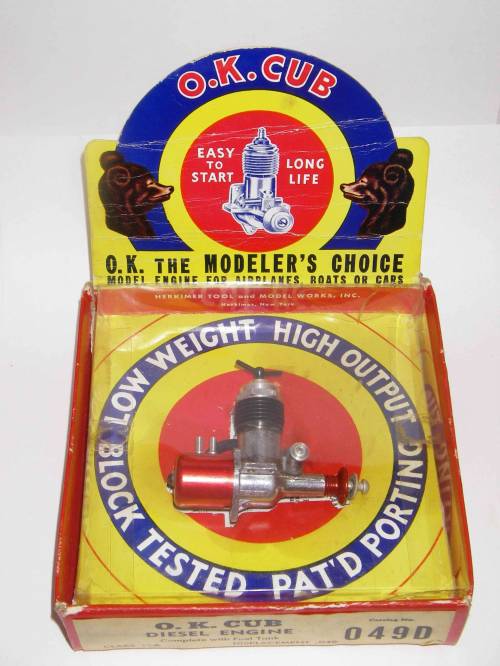 O.K. CUB
EASY
TO
START
LONG
LIFE
O.K. THE MODELER'S CHOICE
MODEL ENGINE FOR AIRPLANES, BOATS OR CARS
HERKIMER TOOL and MODEL WORKS, INC.
Herkimer, New York
LOW WEIGHT HIGH OUTPUT
BLOCK TESTED PAT'D PORTING
O. K. CUB
DIESEL ENGINE
Complete with Fuel Tank
Catalog No.
049D
DISPLACEMENT .049